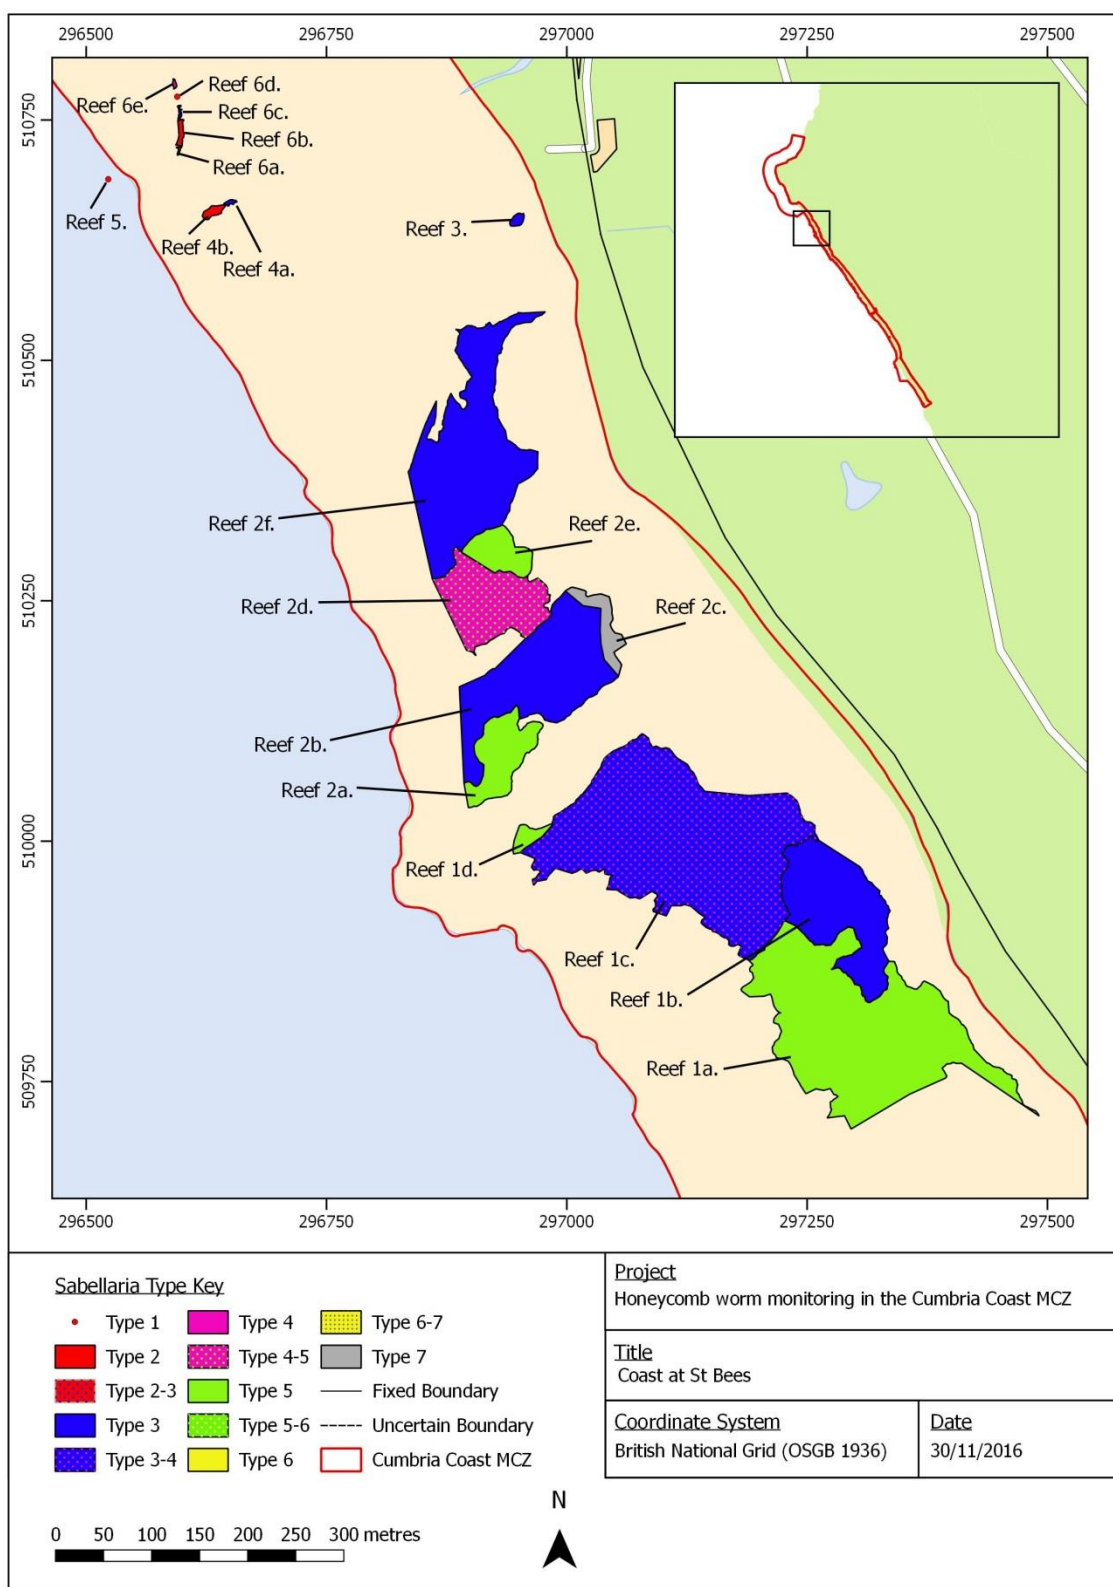 296500 296750 297000 297250 297500
510750
510500
510250
510000
509750
Reef 6e.
Reef 6d.
Reef 6c.
Reef 6b.
Reef 6a.
Reef 5.
Reef 4b.
Reef 4a.
Reef 3.
Reef 2f.
Reef 2e.
Reef 2d.
Reef 2c.
Reef 2b.
Reef 2a.
Reef 1d.
Reef 1c.
Reef 1b.
Reef 1a.
296500 296750 297000 297250 297500
Sabellaria Type Key
Type 1
Type 2
Type 2-3
Type 3
Type 3-4
Type 4
Type 4-5
Type 5
Type 5-6
Type 6
Type 6-7
Type 7
Fixed Boundary
Uncertain Boundary
Cumbria Coast MCZ
0 50 100 150 200 250 300 metres
N
Project
Honeycomb worm monitoring in the Cumbria Coast MCZ
Title
Coast at St Bees
Coordinate System
British National Grid (OSGB 1936)
Date
30/11/2016